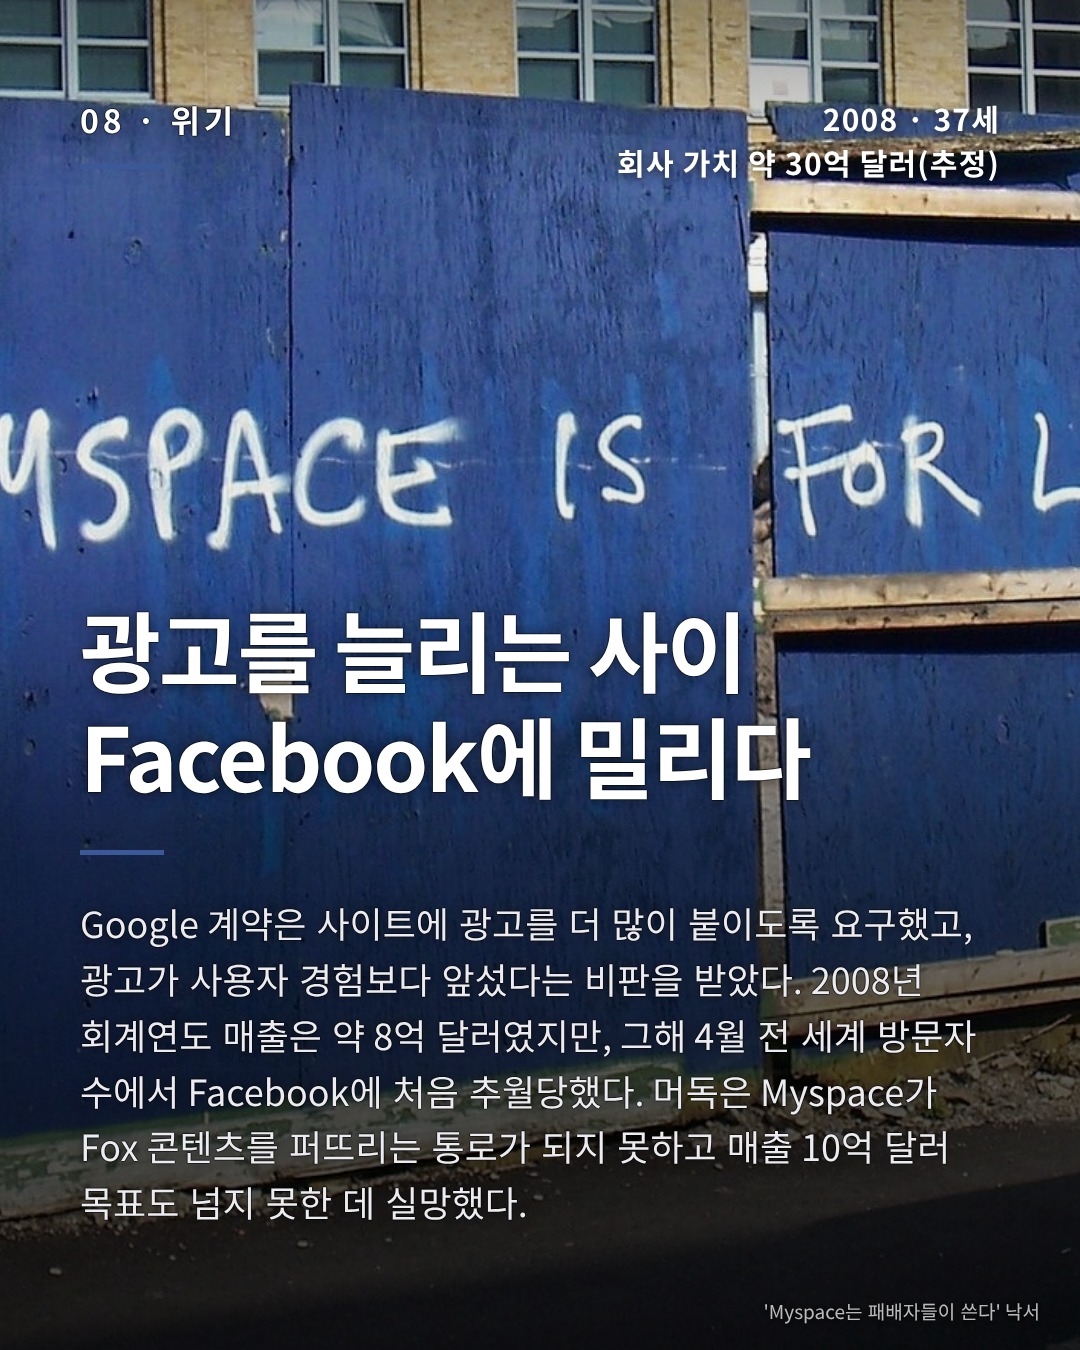 08 · 위기
2008 · 37세
회사 가치 약 30억 달러(추정)
MYSPACE IS FOR L
광고를 늘리는 사이
Facebook에 밀리다
Google 계약은 사이트에 광고를 더 많이 붙이도록 요구했고,
광고가 사용자 경험보다 앞섰다는 비판을 받았다. 2008년
회계연도 매출은 약 8억 달러였지만, 그해 4월 전 세계 방문자
수에서 Facebook에 처음 추월당했다. 머독은 Myspace가
Fox 콘텐츠를 퍼뜨리는 통로가 되지 못하고 매출 10억 달러
목표도 넘지 못한 데 실망했다.
'Myspace는 패배자들이 쓴다' 낙서